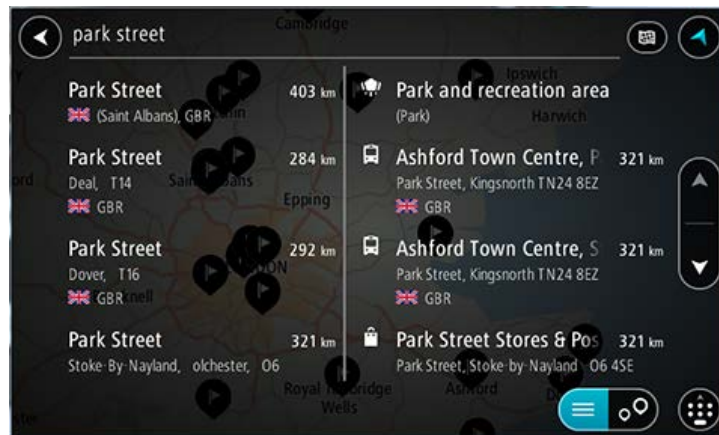 park street
Park Street 403 km
(Saint Albans), GBR
Park Street 284 km
Deal, T14
GBR
Park Street 292 km
Dover, T16
GBR
Park Street 321 km
Stoke-By-Nayland, olchester, O6
Park and recreation area
(Park)
Ashford Town Centre, P 321 km
Park Street, Kingsnorth TN24 8EZ
GBR
Ashford Town Centre, S 321 km
Park Street, Kingsnorth TN24 8EZ
GBR
Park Street Stores & Pos 321 km
Park Street, Stoke-by-Nayland O6 4SE
Cambridge
Ipswich
Harwich
Epping
Royal Tunbridge
Wells
Ashford